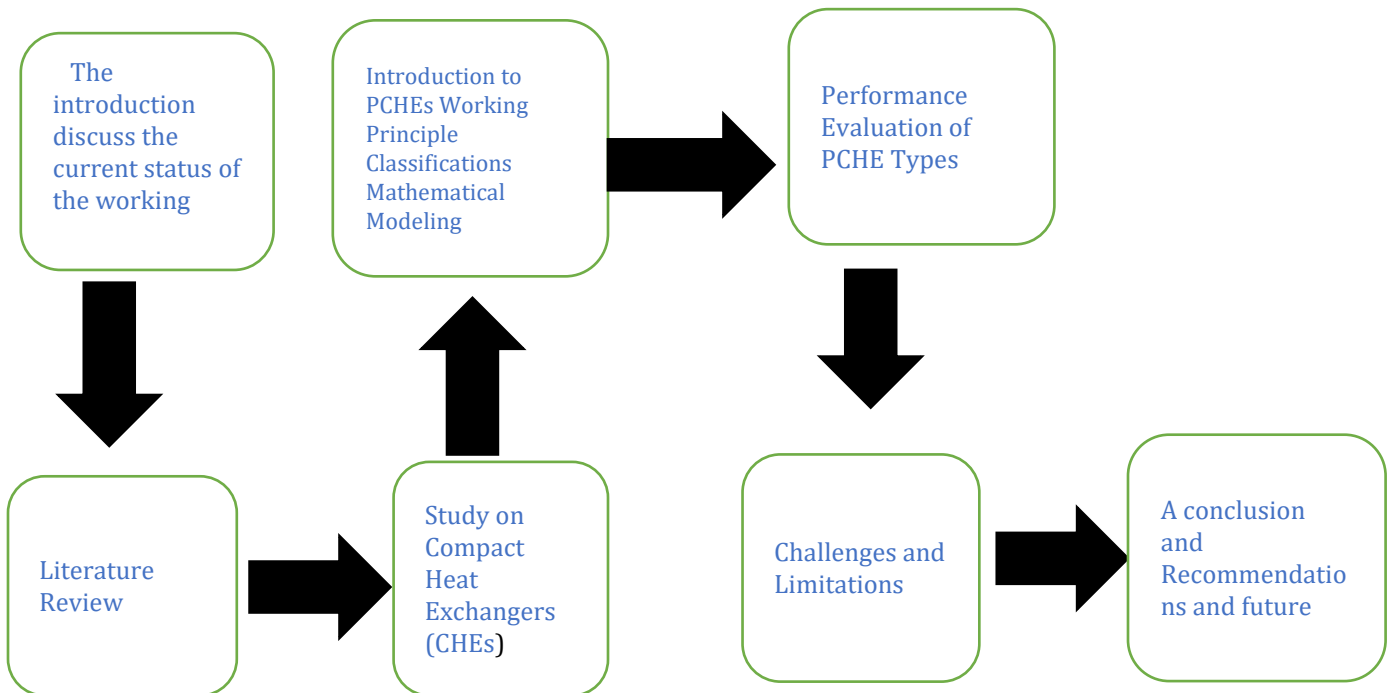 The
introduction
discuss the
current status of
the working
Literature
Review
Study on
Compact
Heat
Exchangers
(CHEs)
Introduction to
PCHEs Working
Principle
Classifications
Mathematical
Modeling
Performance
Evaluation of
PCHE Types
Challenges and
Limitations
A conclusion
and
Recommendatio
ns and future